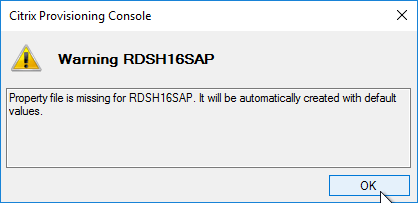 Citrix Provisioning Console
Warning RDSH16SAP
Property file is missing for RDSH16SAP. It will be automatically created with default
values.
OK